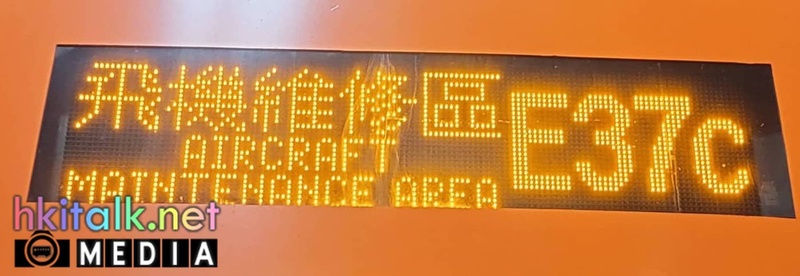 飛機維修區
AIRCRAFT
MAINTENANCE AREA
E37C
hkitalk.net
MEDIA